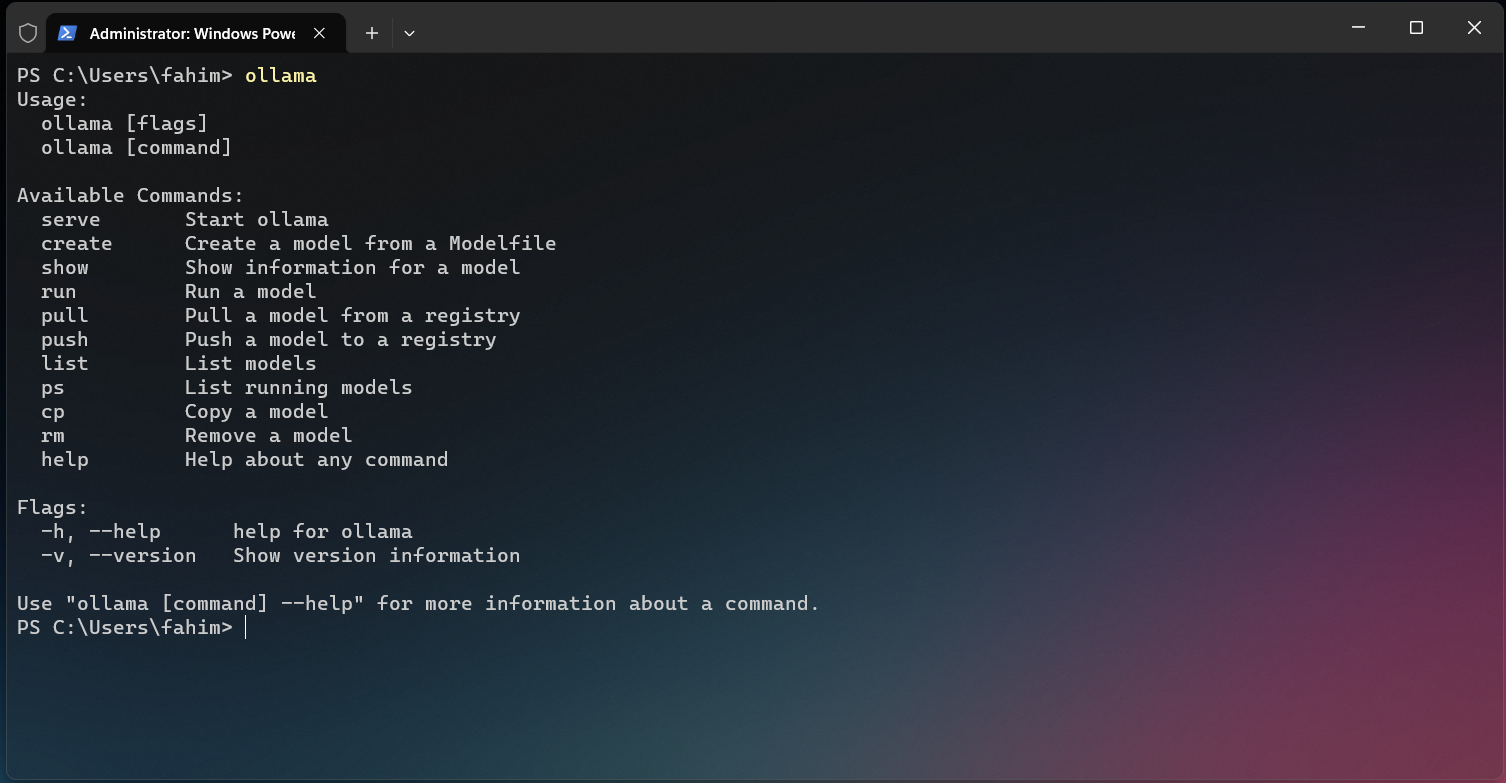 Administrator: Windows Powe
PS C:\Users\fahim> ollama
Usage:
  ollama [flags]
  ollama [command]

Available Commands:
  serve       Start ollama
  create      Create a model from a Modelfile
  show        Show information for a model
  run         Run a model
  pull        Pull a model from a registry
  push        Push a model to a registry
  list        List models
  ps          List running models
  cp          Copy a model
  rm          Remove a model
  help        Help about any command

Flags:
  -h, --help      help for ollama
  -v, --version   Show version information

Use "ollama [command] --help" for more information about a command.
PS C:\Users\fahim>